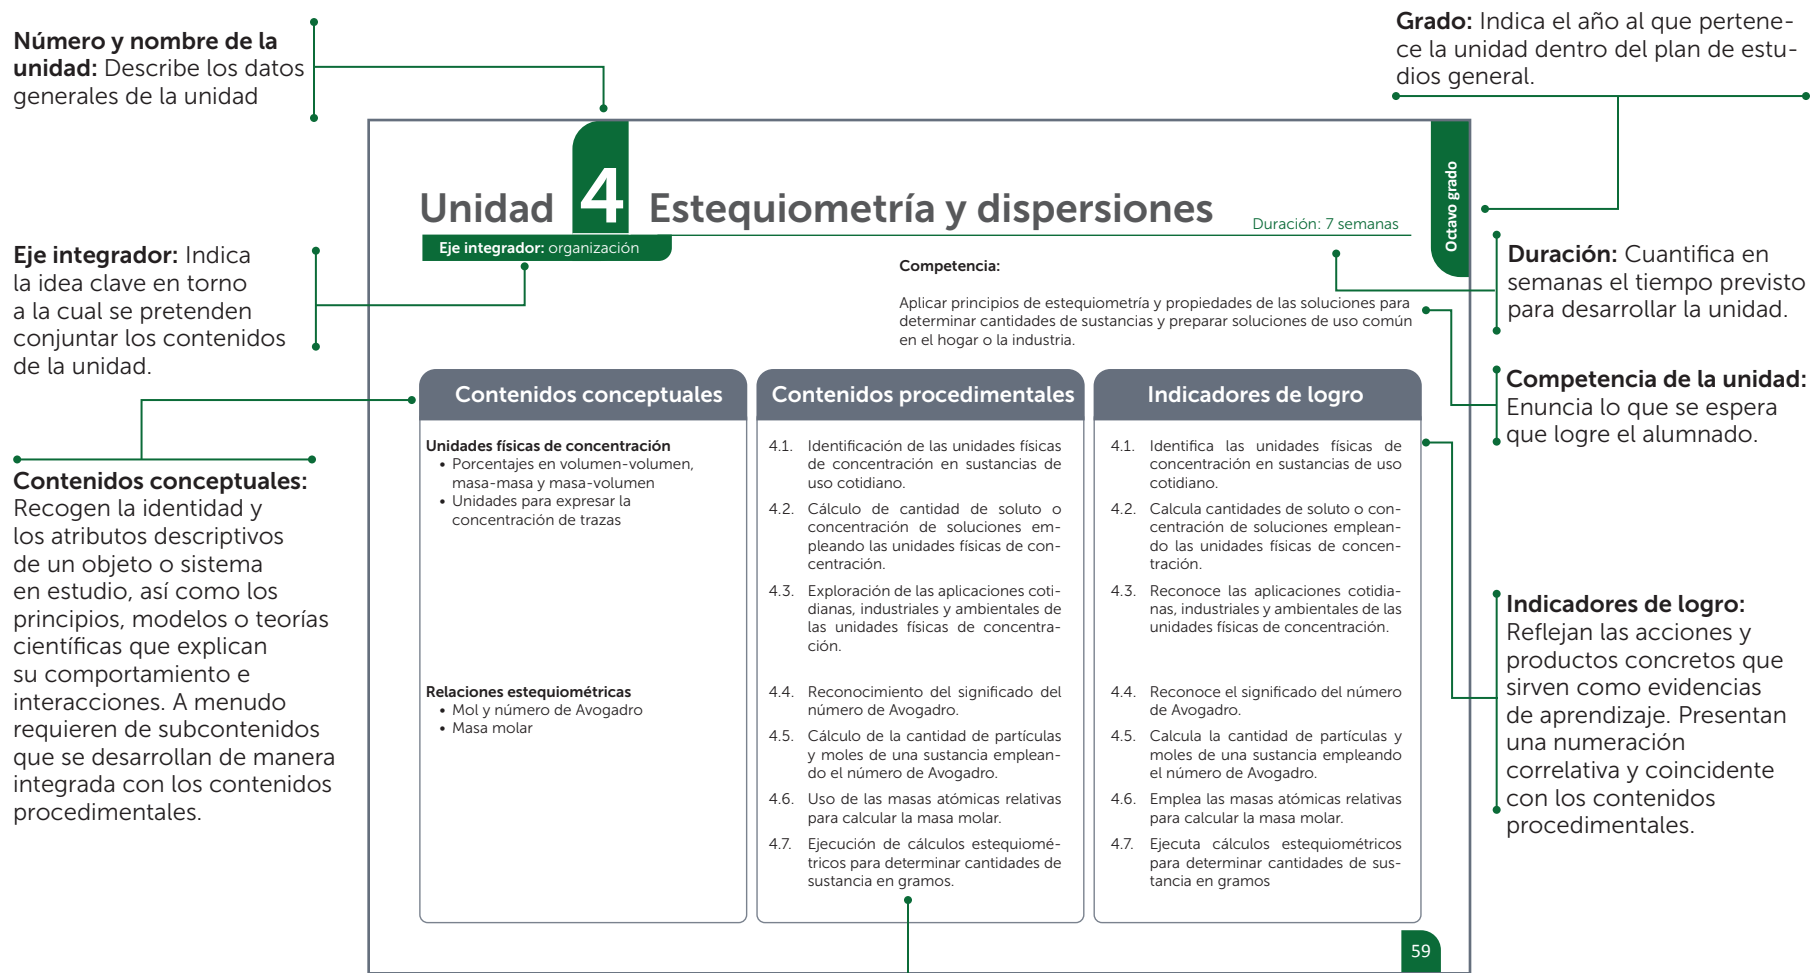 Número y nombre de la
unidad: Describe los datos
generales de la unidad
Grado: Indica el año al que pertene-
ce la unidad dentro del plan de estu-
dios general.
Unidad 4 Estequiometría y dispersiones
Duración: 7 semanas
Octavo grado
Eje integrador: organización
Eje integrador: Indica
la idea clave en torno
a la cual se pretenden
conjuntar los contenidos
de la unidad.
Duración: Cuantifica en
semanas el tiempo previsto
para desarrollar la unidad.
Competencia:
Aplicar principios de estequiometría y propiedades de las soluciones para
determinar cantidades de sustancias y preparar soluciones de uso común
en el hogar o la industria.
Competencia de la unidad:
Enuncia lo que se espera
que logre el alumnado.
Contenidos conceptuales:
Recogen la identidad y
los atributos descriptivos
de un objeto o sistema
en estudio, así como los
principios, modelos o teorías
científicas que explican
su comportamiento e
interacciones. A menudo
requieren de subcontenidos
que se desarrollan de manera
integrada con los contenidos
procedimentales.
Contenidos conceptuales
Unidades físicas de concentración
• Porcentajes en volumen-volumen,
masa-masa y masa-volumen
• Unidades para expresar la
concentración de trazas
Relaciones estequiométricas
• Mol y número de Avogadro
• Masa molar
Contenidos procedimentales
4.1. Identificación de las unidades físicas
de concentración en sustancias de
uso cotidiano.
4.2. Cálculo de cantidad de soluto o
concentración de soluciones em-
pleando las unidades físicas de con-
centración.
4.3. Exploración de las aplicaciones coti-
dianas, industriales y ambientales de
las unidades físicas de concentra-
ción.
4.4. Reconocimiento del significado del
número de Avogadro.
4.5. Cálculo de la cantidad de partículas
y moles de una sustancia emplean-
do el número de Avogadro.
4.6. Uso de las masas atómicas relativas
para calcular la masa molar.
4.7. Ejecución de cálculos estequiomé-
tricos para determinar cantidades de
sustancia en gramos.
Indicadores de logro
4.1. Identifica las unidades físicas de
concentración en sustancias de uso
cotidiano.
4.2. Calcula cantidades de soluto o con-
centración de soluciones emplean-
do las unidades físicas de concen-
tración.
4.3. Reconoce las aplicaciones cotidia-
nas, industriales y ambientales de las
unidades físicas de concentración.
4.4. Reconoce el significado del número
de Avogadro.
4.5. Calcula la cantidad de partículas y
moles de una sustancia empleando
el número de Avogadro.
4.6. Emplea las masas atómicas relativas
para calcular la masa molar.
4.7. Ejecuta cálculos estequiométricos
para determinar cantidades de sus-
tancia en gramos
Indicadores de logro:
Reflejan las acciones y
productos concretos que
sirven como evidencias
de aprendizaje. Presentan
una numeración
correlativa y coincidente
con los contenidos
procedimentales.
59